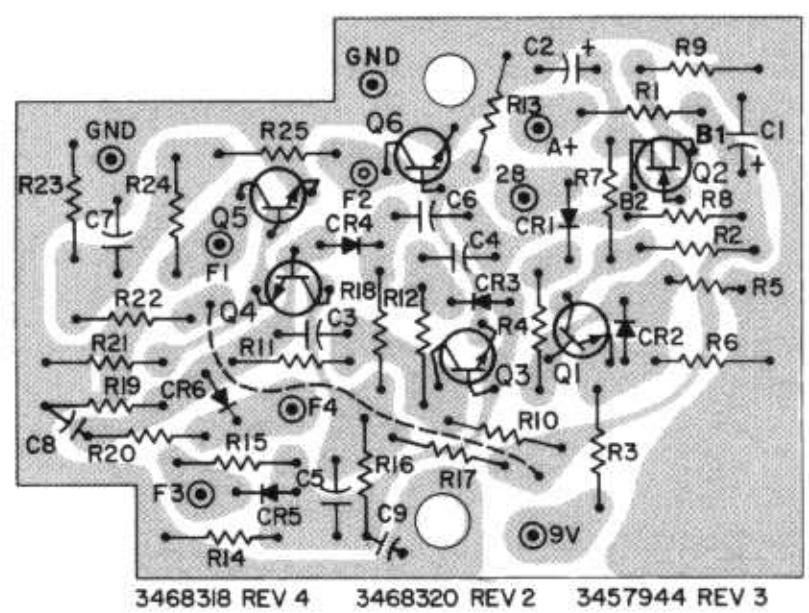 GND
C2 +
R9
R13
R1
GND
R25
Q6
A+
B1
C1
+
R23
R24
F2
28
R7
Q2
C7
Q5
CR4
C6
CR1
B2
R8
F1
C4
R2
Q4
R18
R12
CR3
R5
R22
C3
R4
R21
R11
Q3
Q1
CR2
R6
R19
CR6
F4
C8
R20
R10
R15
C5
R16
R17
R3
F3
CR5
C9
9V
R14
3468318 REV 4 3468320 REV 2 3457944 REV 3